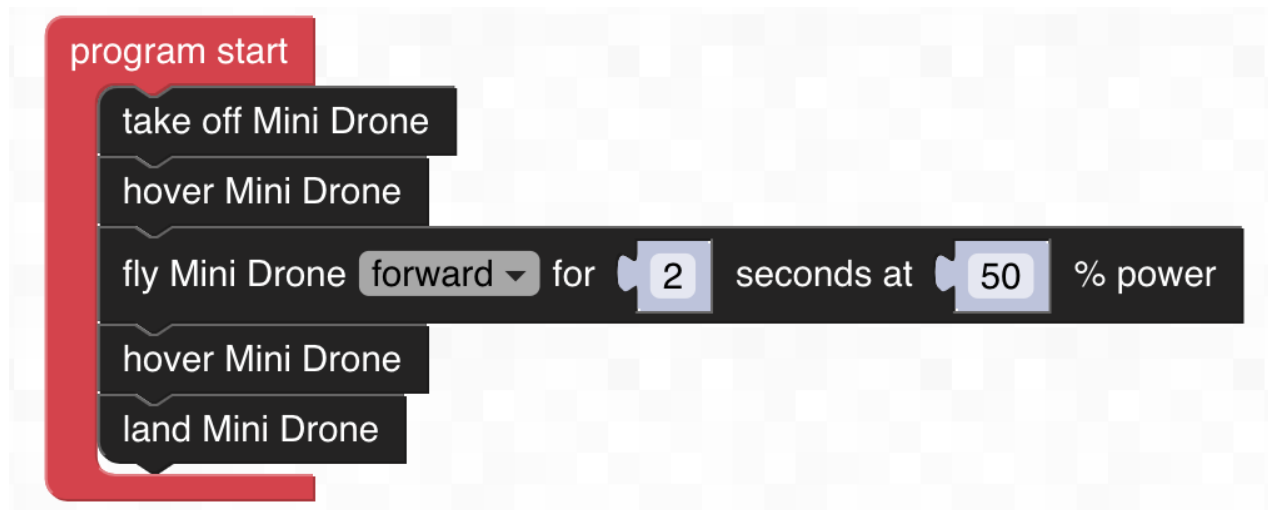 program start
take off Mini Drone
hover Mini Drone
fly Mini Drone forward for 2 seconds at 50 % power
hover Mini Drone
land Mini Drone